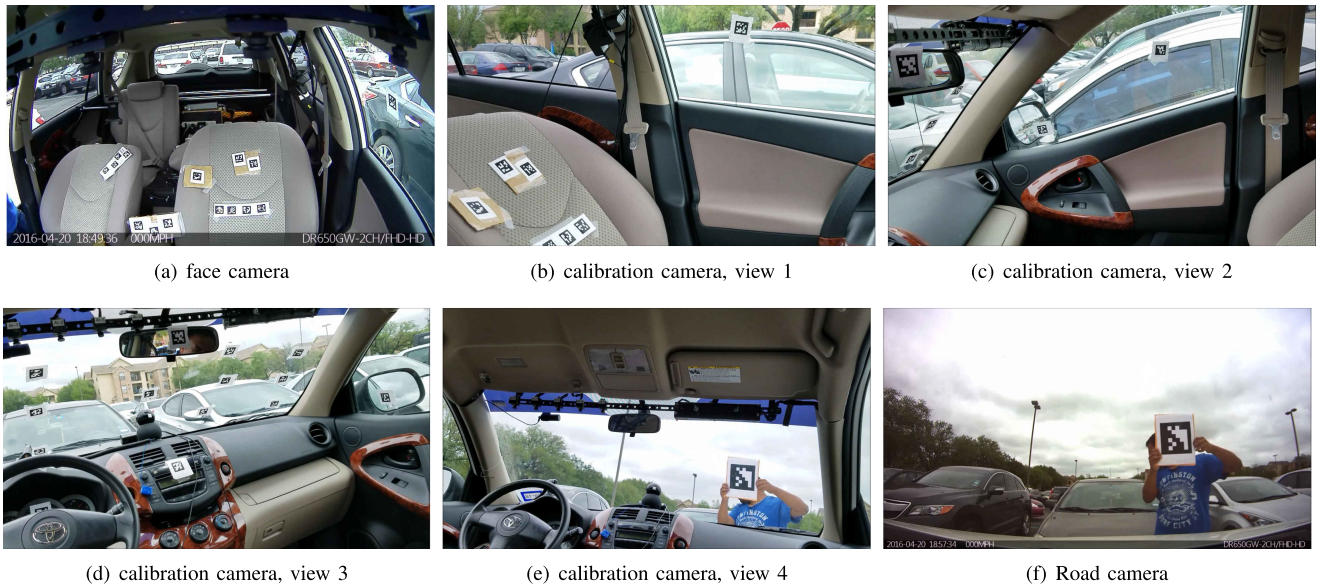 2016-04-20 18:49:36 000MPH DR650GW-2CH/FHD-HD
(a) face camera
(b) calibration camera, view 1
(c) calibration camera, view 2
2016-04-20 18:57:34 000MPH DR650GW-2CH/FHD-HD
(d) calibration camera, view 3
(e) calibration camera, view 4
(f) Road camera